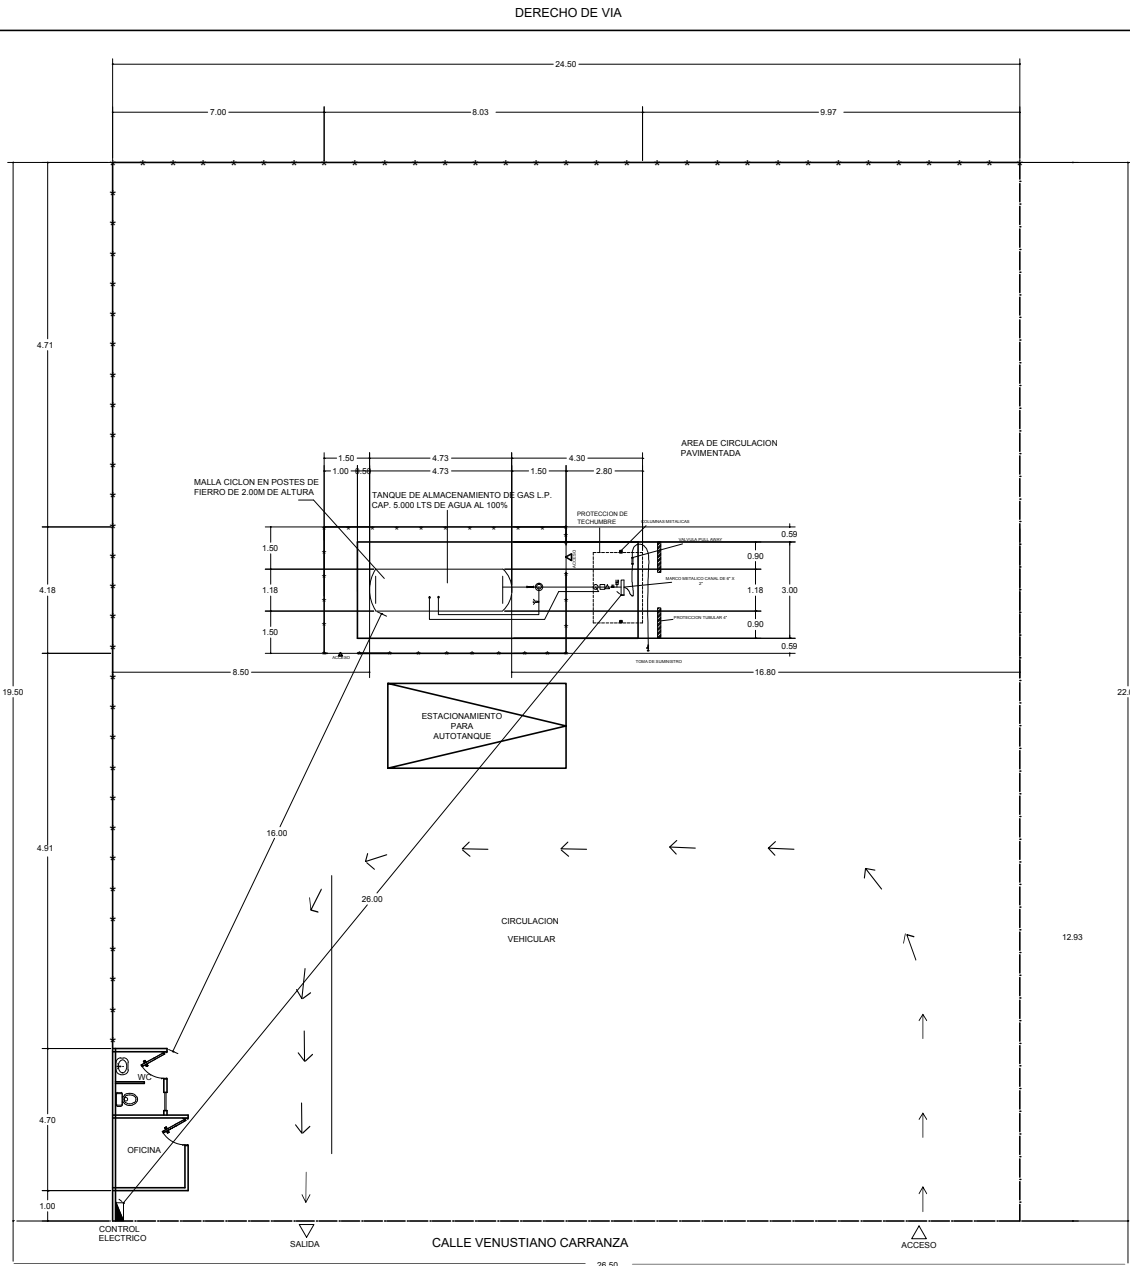 DERECHO DE VIA
24.50
7.00
8.03
9.97
4.71
AREA DE CIRCULACION
PAVIMENTADA
1.50
4.73
4.30
1.00
0.50
4.73
1.50
2.80
MALLA CICLON EN POSTES DE
FIERRO DE 2.00M DE ALTURA
TANQUE DE ALMACENAMIENTO DE GAS L.P.
CAP. 5.000 LTS DE AGUA AL 100%
PROTECCION DE
TECHUMBRE
COLUMNAS METALICAS
VALVULA PULL AWAY
0.59
1.50
ACCESO
0.90
4.18
1.18
MARCO METALICO CANAL DE 6" X
2"
1.18
3.00
PROTECCION TUBULAR 4"
1.50
0.90
0.59
ACCESO
TOMA DE SUMINISTRO
8.50
16.80
19.50
22.0
ESTACIONAMIENTO
PARA
AUTOTANQUE
16.00
4.91
26.00
CIRCULACION
VEHICULAR
12.93
WC
4.70
OFICINA
1.00
CONTROL
ELECTRICO
SALIDA
CALLE VENUSTIANO CARRANZA
ACCESO
26.50